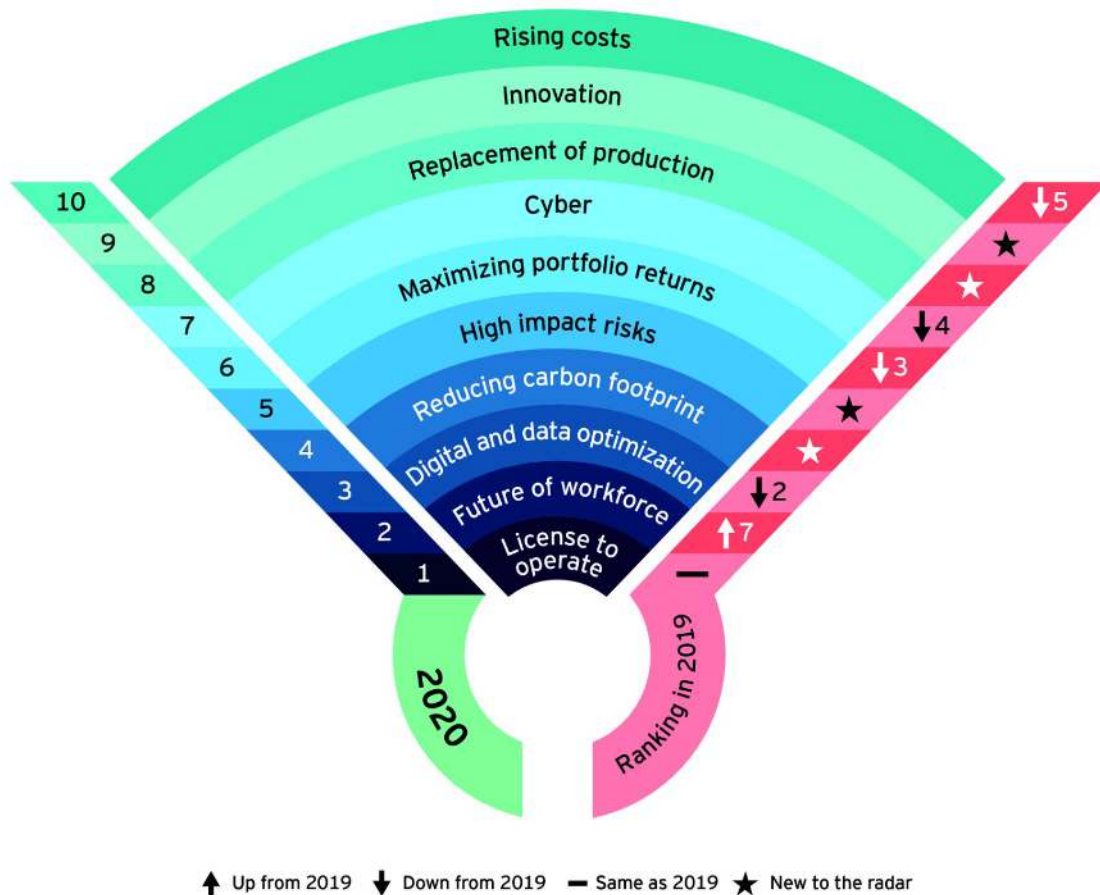 Rising costs
Innovation
Replacement of production
Cyber
Maximizing portfolio returns
High impact risks
Reducing carbon footprint
Digital and data optimization
Future of workforce
License to
operate
10
9
8
7
6
5
4
3
2
1
2020
↓5
★
★
↓4
↓3
★
★
↓2
↑7
–
Ranking in 2019
↑ Up from 2019 ↓ Down from 2019 – Same as 2019 ★ New to the radar